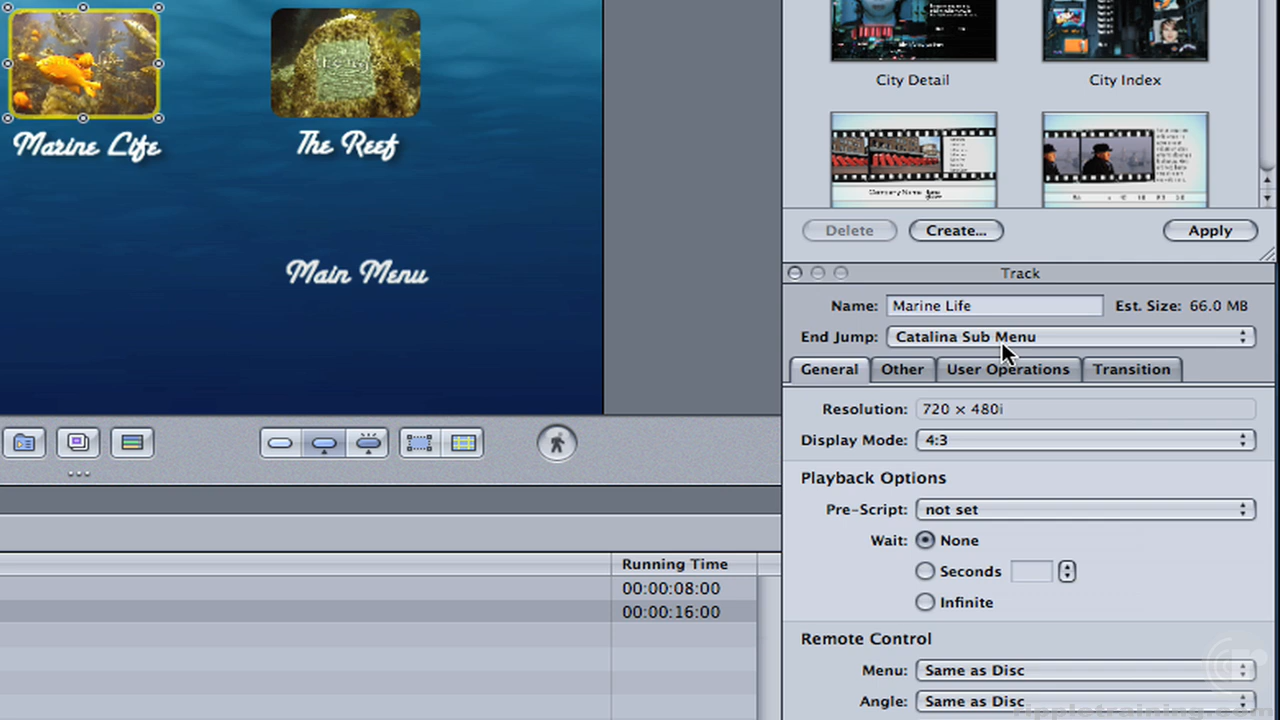 City Detail
City Index
Marine Life
The Reef
Delete
Create...
Apply
Main Menu
Track
Name:
Marine Life
Est. Size: 66.0 MB
End Jump:
Catalina Sub Menu
General
Other
User Operations
Transition
Resolution:
720 × 480i
Display Mode:
4:3
Playback Options
Pre-Script:
not set
Wait:
None
Seconds
Infinite
Running Time
00:00:08:00
00:00:16:00
Remote Control
Menu:
Same as Disc
Angle:
Same as Disc
rippletraining.com